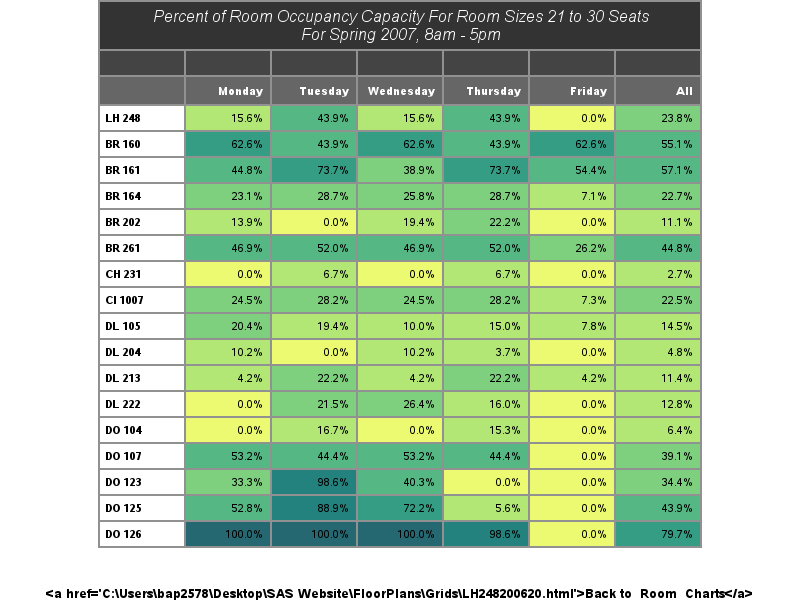 Percent of Room Occupancy Capacity For Room Sizes 21 to 30 Seats
For Spring 2007, 8am - 5pm
Monday Tuesday Wednesday Thursday Friday All
LH 248 15.6% 43.9% 15.6% 43.9% 0.0% 23.8%
BR 160 62.6% 43.9% 62.6% 43.9% 62.6% 55.1%
BR 161 44.8% 73.7% 38.9% 73.7% 54.4% 57.1%
BR 164 23.1% 28.7% 25.8% 28.7% 7.1% 22.7%
BR 202 13.9% 0.0% 19.4% 22.2% 0.0% 11.1%
BR 261 46.9% 52.0% 46.9% 52.0% 26.2% 44.8%
CH 231 0.0% 6.7% 0.0% 6.7% 0.0% 2.7%
CI 1007 24.5% 28.2% 24.5% 28.2% 7.3% 22.5%
DL 105 20.4% 19.4% 10.0% 15.0% 7.8% 14.5%
DL 204 10.2% 0.0% 10.2% 3.7% 0.0% 4.8%
DL 213 4.2% 22.2% 4.2% 22.2% 4.2% 11.4%
DL 222 0.0% 21.5% 26.4% 16.0% 0.0% 12.8%
DO 104 0.0% 16.7% 0.0% 15.3% 0.0% 6.4%
DO 107 53.2% 44.4% 53.2% 44.4% 0.0% 39.1%
DO 123 33.3% 98.6% 40.3% 0.0% 0.0% 34.4%
DO 125 52.8% 88.9% 72.2% 5.6% 0.0% 43.9%
DO 126 100.0% 100.0% 100.0% 98.6% 0.0% 79.7%
<a href='C:\Users\bap2578\Desktop\SAS Website\FloorPlans\Grids\LH248200620.html'>Back to Room Charts</a>